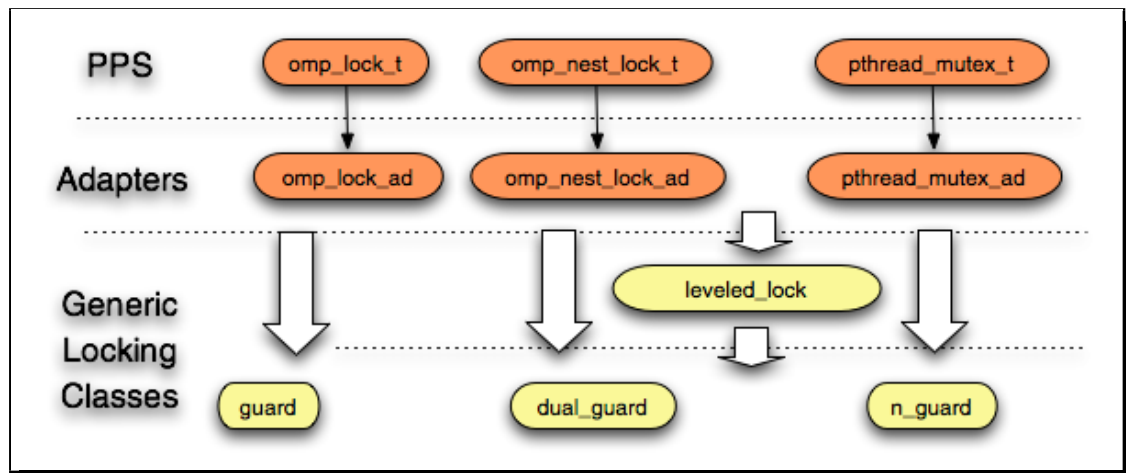 PPS
omp_lock_t
omp_nest_lock_t
pthread_mutex_t
Adapters
omp_lock_ad
omp_nest_lock_ad
pthread_mutex_ad
Generic
Locking
Classes
leveled_lock
guard
dual_guard
n_guard